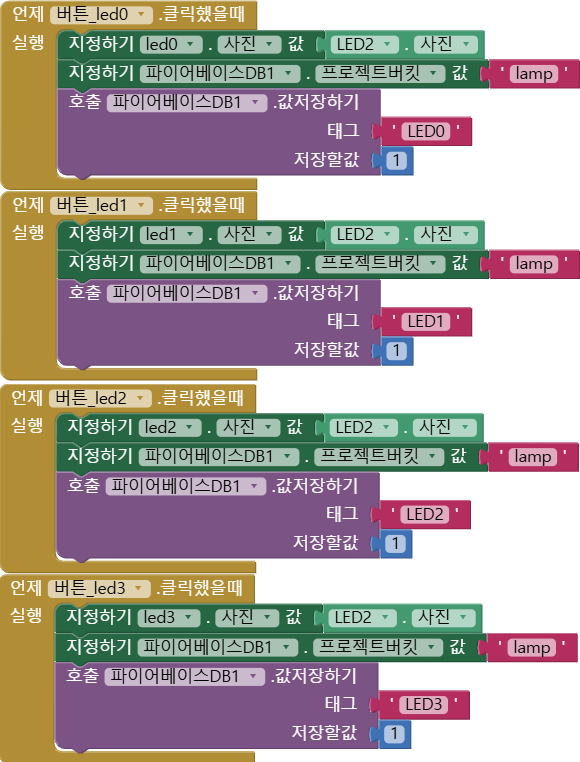 언제 버튼_led0 .클릭했을때
실행 지정하기 led0 . 사진 값 LED2 . 사진
지정하기 파이어베이스DB1 . 프로젝트버킷 값 ' lamp '
호출 파이어베이스DB1 .값저장하기
태그 ' LED0 '
저장할값 1
언제 버튼_led1 .클릭했을때
실행 지정하기 led1 . 사진 값 LED2 . 사진
지정하기 파이어베이스DB1 . 프로젝트버킷 값 ' lamp '
호출 파이어베이스DB1 .값저장하기
태그 ' LED1 '
저장할값 1
언제 버튼_led2 .클릭했을때
실행 지정하기 led2 . 사진 값 LED2 . 사진
지정하기 파이어베이스DB1 . 프로젝트버킷 값 ' lamp '
호출 파이어베이스DB1 .값저장하기
태그 ' LED2 '
저장할값 1
언제 버튼_led3 .클릭했을때
실행 지정하기 led3 . 사진 값 LED2 . 사진
지정하기 파이어베이스DB1 . 프로젝트버킷 값 ' lamp '
호출 파이어베이스DB1 .값저장하기
태그 ' LED3 '
저장할값 1